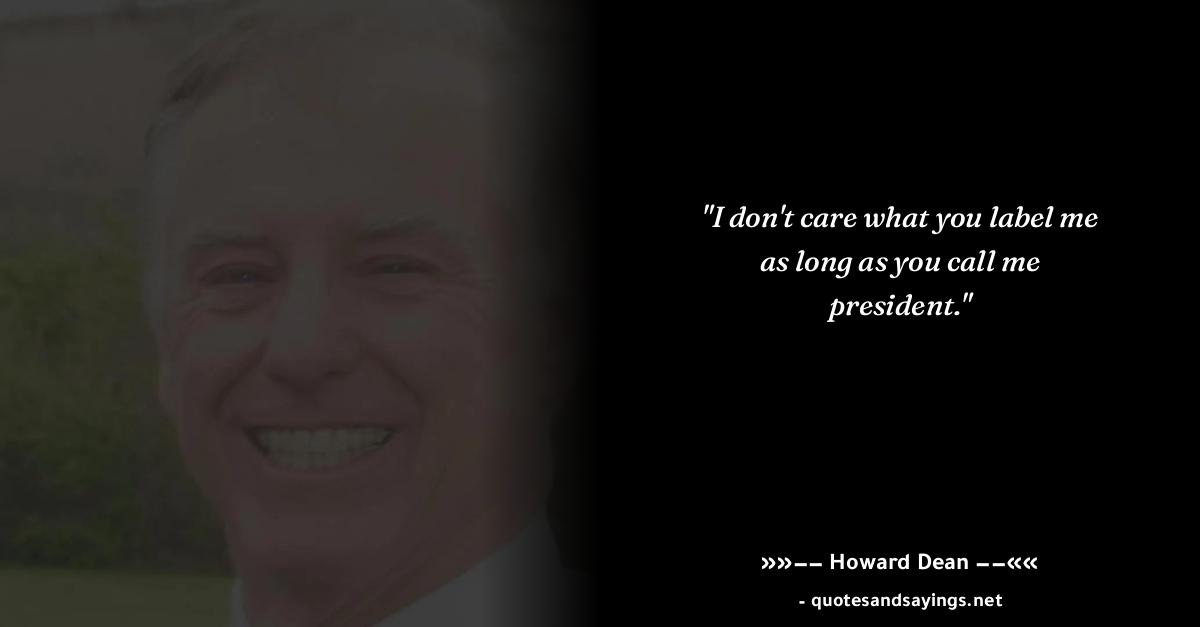 "I don't care what you label me
as long as you call me
president."
»»–– Howard Dean ––««
- quotesandsayings.net